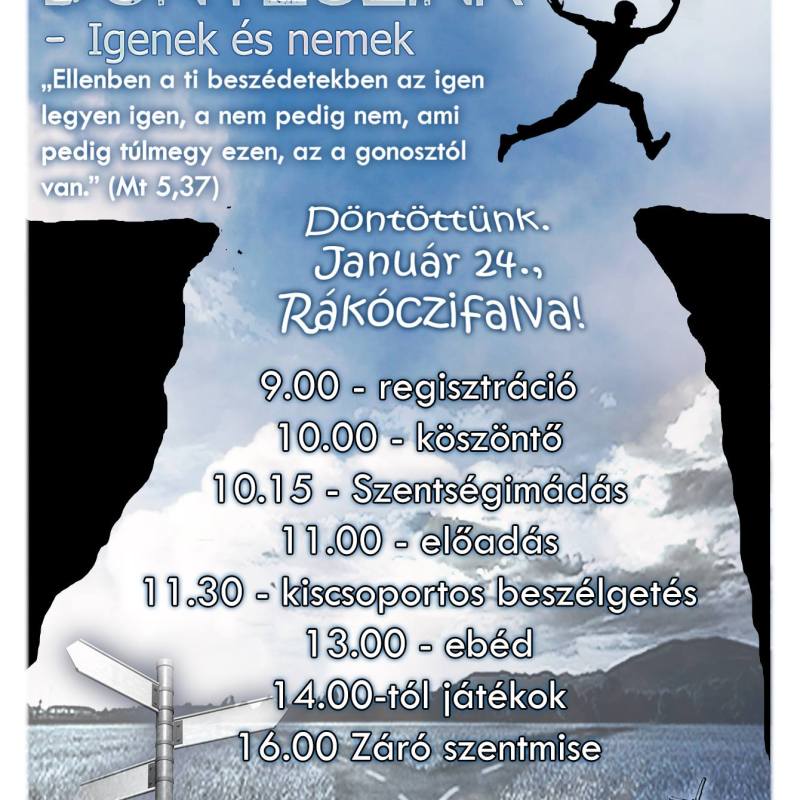 DÖNTÉSEINK
– Igenek és nemek
„Ellenben a ti beszédetekben az igen
legyen igen, a nem pedig nem, ami
pedig túlmegy ezen, az a gonosztól
van.” (Mt 5,37)
Döntöttünk.
Január 24.,
Rákóczifalva!
9.00 - regisztráció
10.00 - köszöntő
10.15 - Szentségimádás
11.00 - előadás
11.30 - kiscsoportos beszélgetés
13.00 - ebéd
14.00-tól játékok
16.00 Záró szentmise